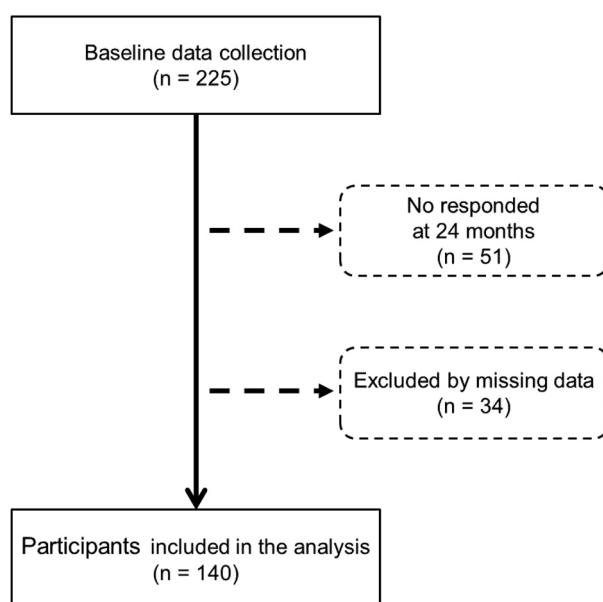 Baseline data collection
(n = 225)
No responded
at 24 months
(n = 51)
Excluded by missing data
(n = 34)
Participants included in the analysis
(n = 140)